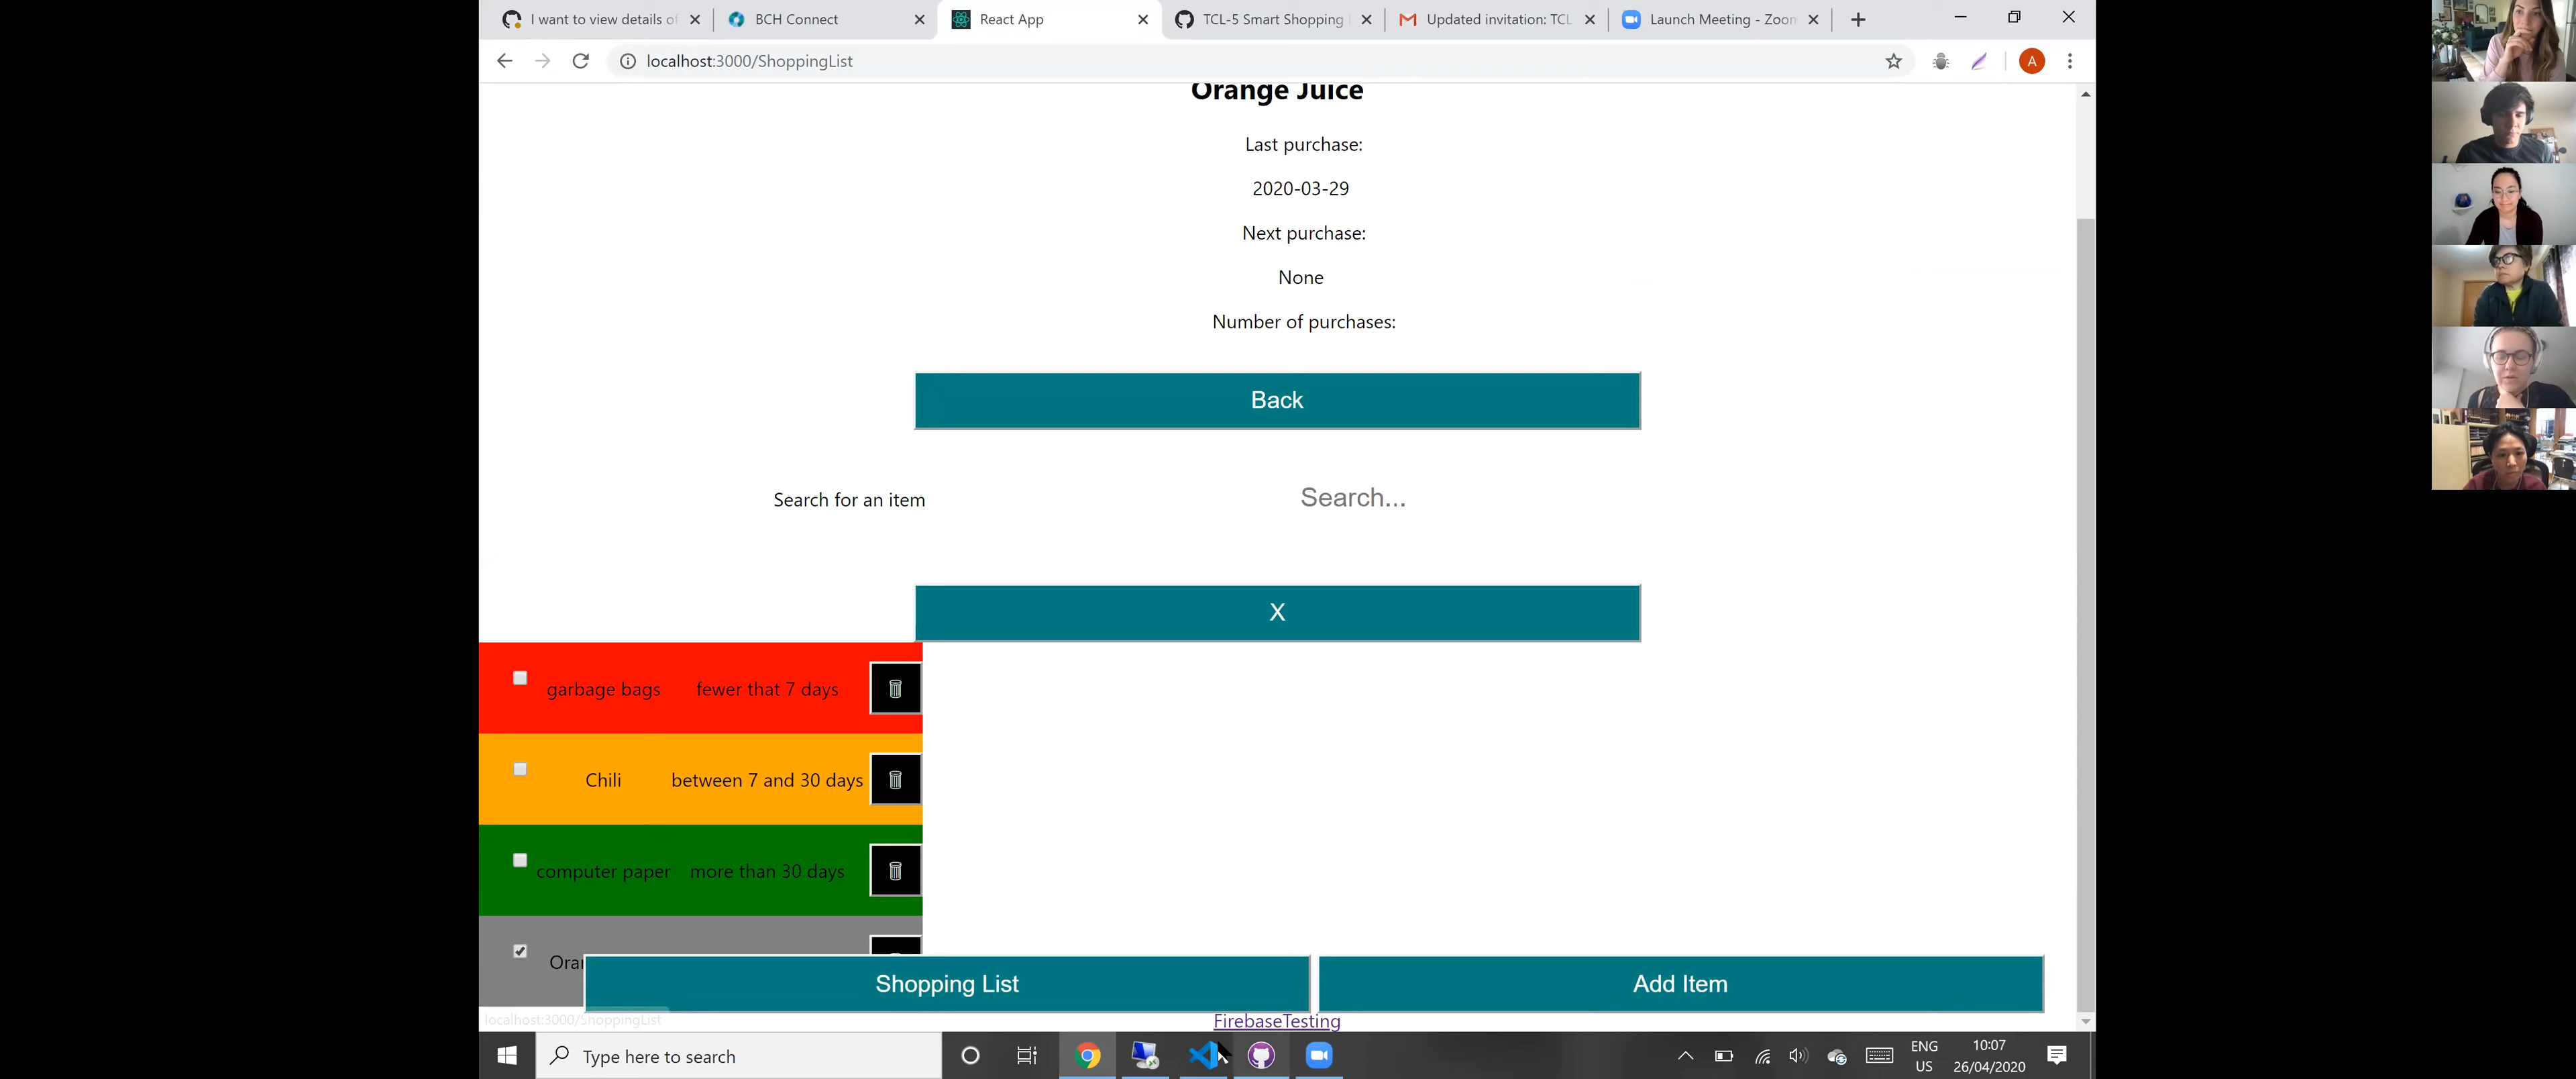 I want to view details of
BCH Connect
React App
TCL-5 Smart Shopping
Updated invitation: TCL
Launch Meeting - Zoom
localhost:3000/ShoppingList
A
Orange Juice
Last purchase:
2020-03-29
Next purchase:
None
Number of purchases:
Back
Search for an item
Search...
X
garbage bags fewer that 7 days
Chili between 7 and 30 days
computer paper more than 30 days
Oran
Shopping List
Add Item
localhost:3000/ShoppingList
FirebaseTesting
Type here to search
ENG
US
10:07
26/04/2020